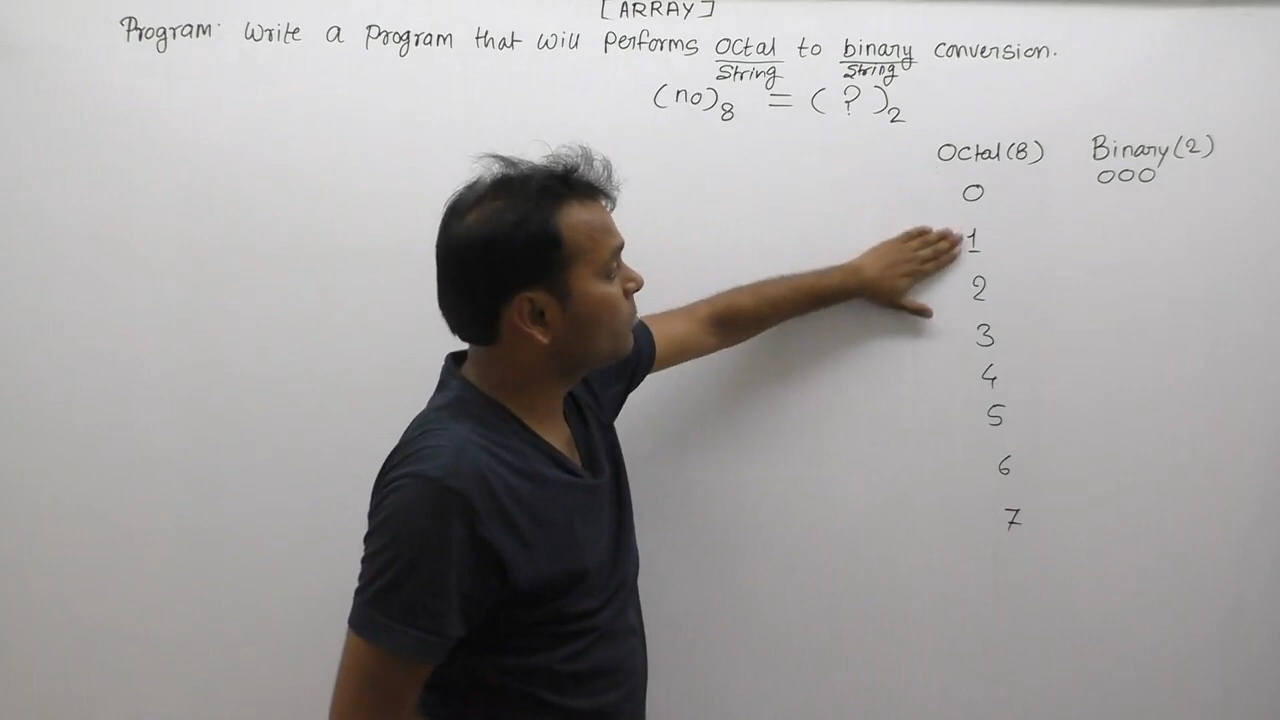 [ARRAY]
Program: Write a program that will performs octal to binary conversion.
String String
(no)8 = ( ? )2
Octal(8) Binary(2)
0 000
1
2
3
4
5
6
7